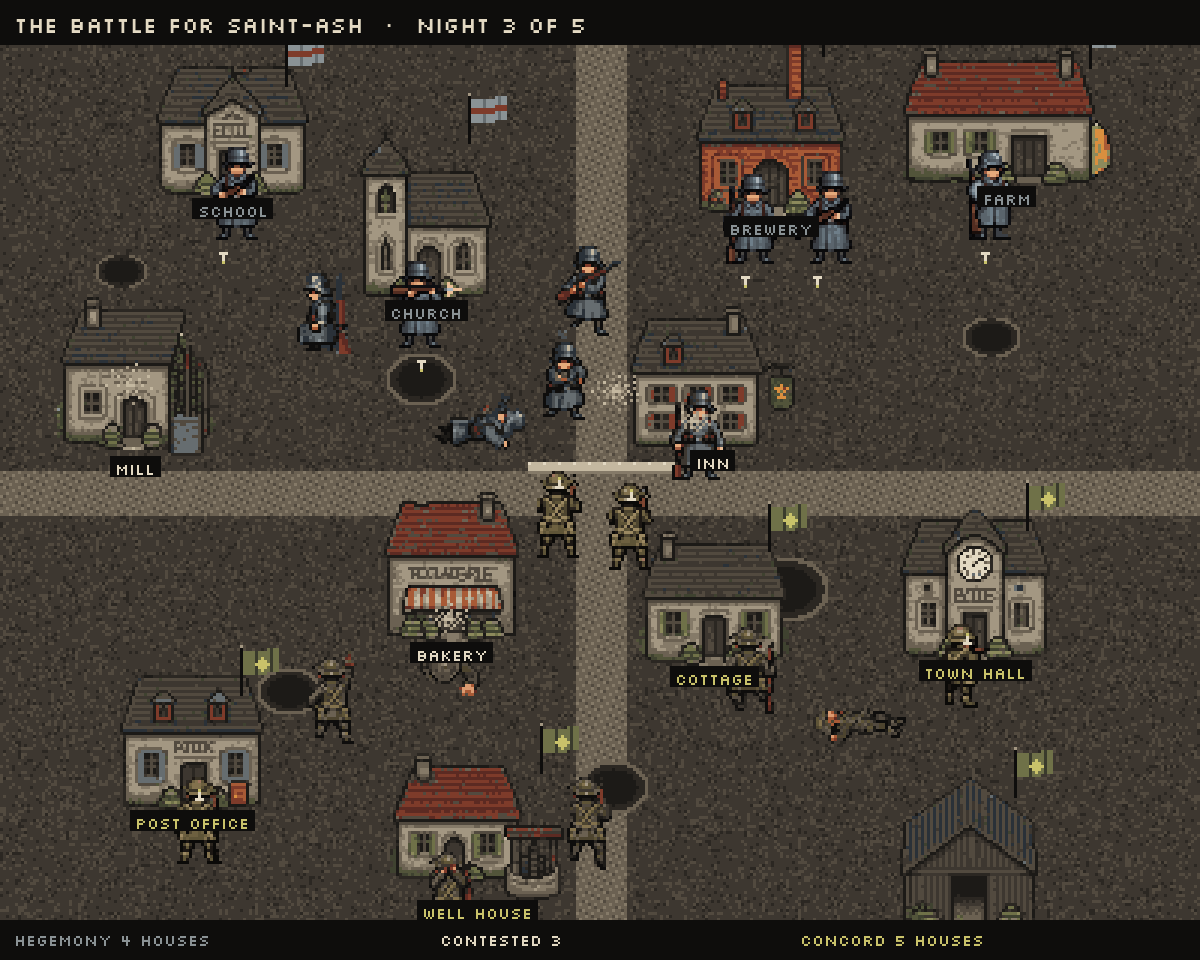 THE BATTLE FOR SAINT-ASH · NIGHT 3 OF 5
SCHOOL
FARM
BREWERY
T
T
T
T
CHURCH
T
INN
MILL
BAKERY
TOWN HALL
COTTAGE
POST OFFICE
WELL HOUSE
HEGEMONY 4 HOUSES
CONTESTED 3
CONCORD 5 HOUSES